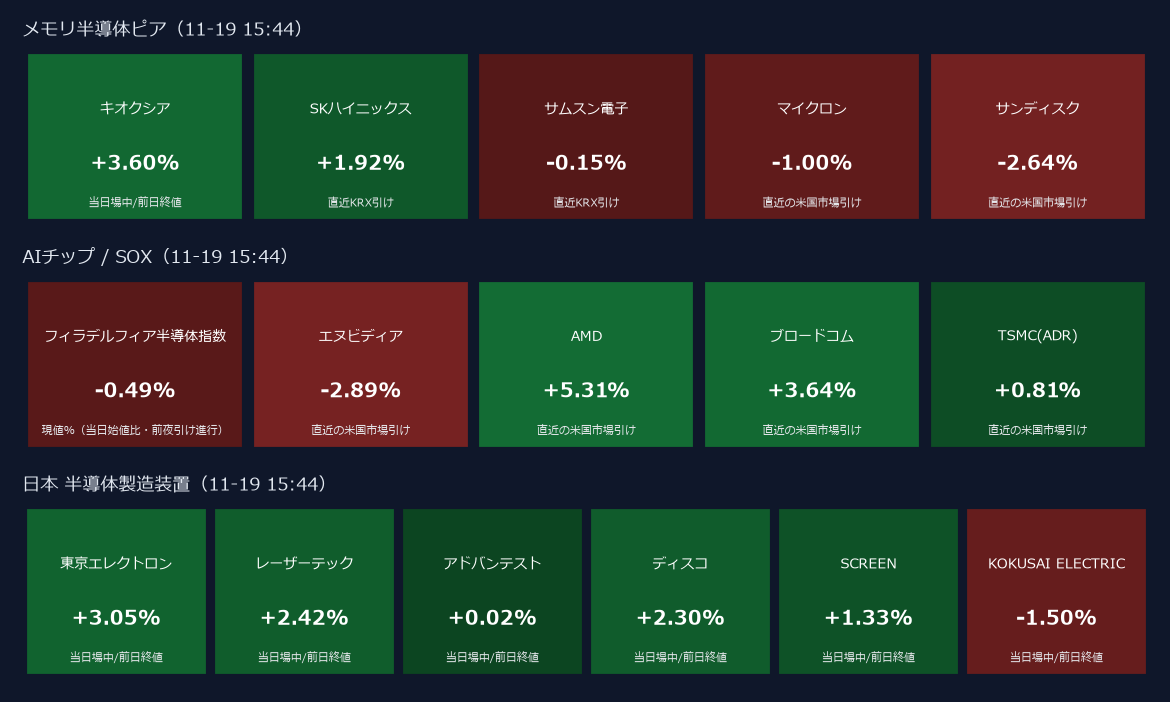 メモリ半導体ピア（11-19 15:44）
キオクシア
+3.60%
当日場中/前日終値
SKハイニックス
+1.92%
直近KRX引け
サムスン電子
-0.15%
直近KRX引け
マイクロン
-1.00%
直近の米国市場引け
サンディスク
-2.64%
直近の米国市場引け
AIチップ / SOX（11-19 15:44）
フィラデルフィア半導体指数
-0.49%
現値%（当日始値比・前夜引け進行）
エヌビディア
-2.89%
直近の米国市場引け
AMD
+5.31%
直近の米国市場引け
ブロードコム
+3.64%
直近の米国市場引け
TSMC(ADR)
+0.81%
直近の米国市場引け
日本 半導体製造装置（11-19 15:44）
東京エレクトロン
+3.05%
当日場中/前日終値
レーザーテック
+2.42%
当日場中/前日終値
アドバンテスト
+0.02%
当日場中/前日終値
ディスコ
+2.30%
当日場中/前日終値
SCREEN
+1.33%
当日場中/前日終値
KOKUSAI ELECTRIC
-1.50%
当日場中/前日終値